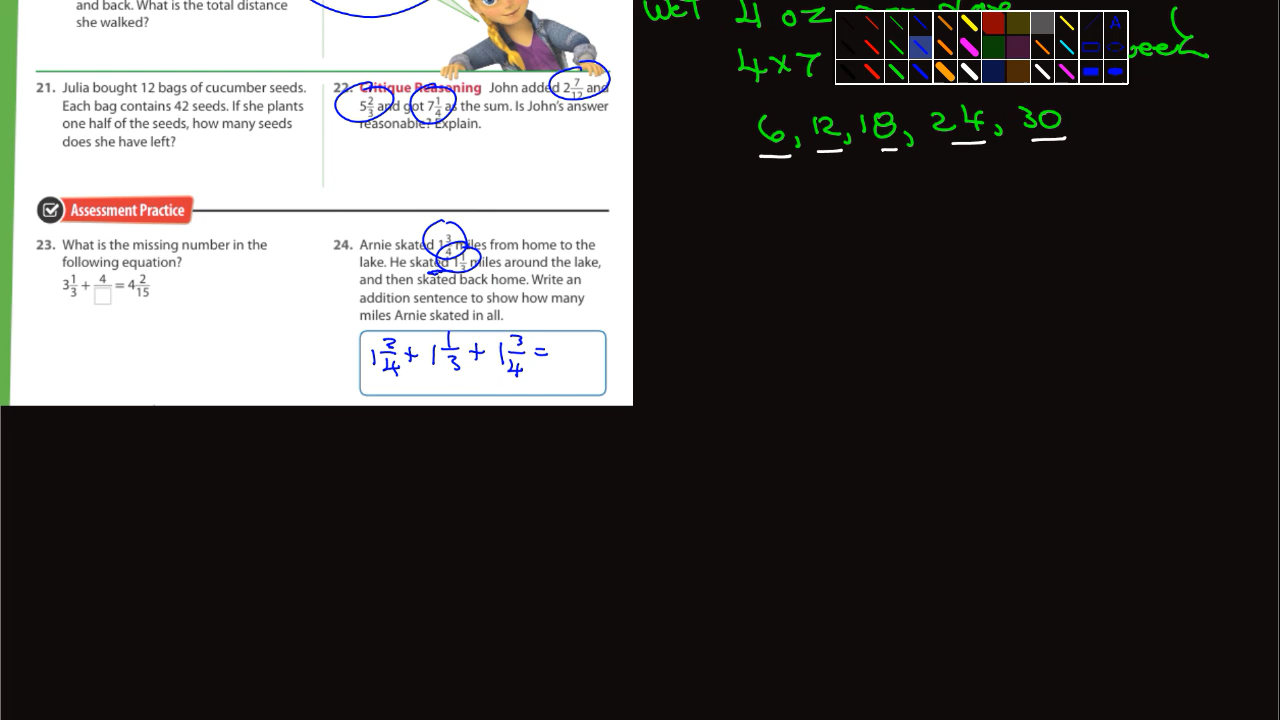 and back. What is the total distance
she walked?
21. Julia bought 12 bags of cucumber seeds.
Each bag contains 42 seeds. If she plants
one half of the seeds, how many seeds
does she have left?
22. Critique Reasoning John added 2 7/12 and
5 2/3 and got 7 1/4 as the sum. Is John's answer
reasonable? Explain.
Assessment Practice
23. What is the missing number in the
following equation?
3 1/3 + 4/□ = 4 2/15
24. Arnie skated 1 3/4 miles from home to the
lake. He skated 1 1/3 miles around the lake,
and then skated back home. Write an
addition sentence to show how many
miles Arnie skated in all.
1 3/4 + 1 1/3 + 1 3/4 =
WET 4 oz
4x7
6, 12, 18, 24, 30
A